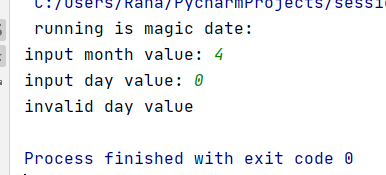 C:/Users/Rana/PycharmProjects/sessi
running is magic date:
input month value: 4
input day value: 0
invalid day value
Process finished with exit code 0